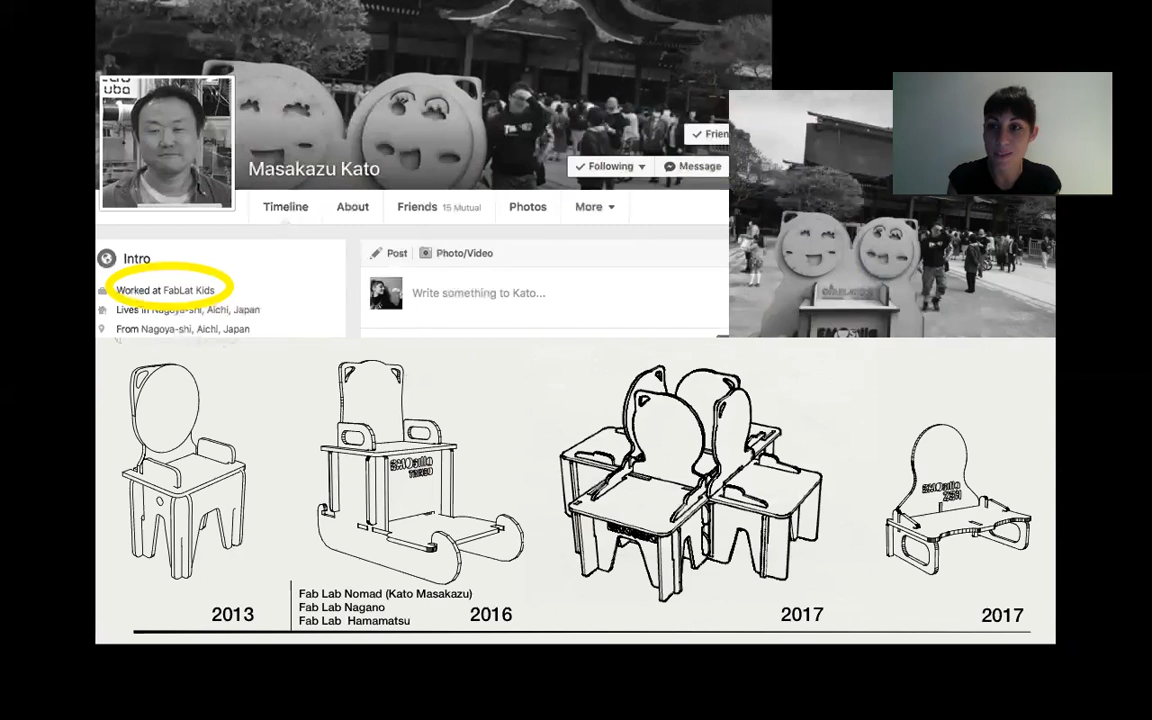 ubo
Masakazu Kato
Frien
Following
Message
Timeline
About
Friends 15 Mutual
Photos
More
Intro
Worked at FabLat Kids
Lives in Nagoya-shi, Aichi, Japan
From Nagoya-shi, Aichi, Japan
Post
Photo/Video
Write something to Kato...
2013
Fab Lab Nomad (Kato Masakazu)
Fab Lab Nagano
Fab Lab Hamamatsu
2016
2017
2017